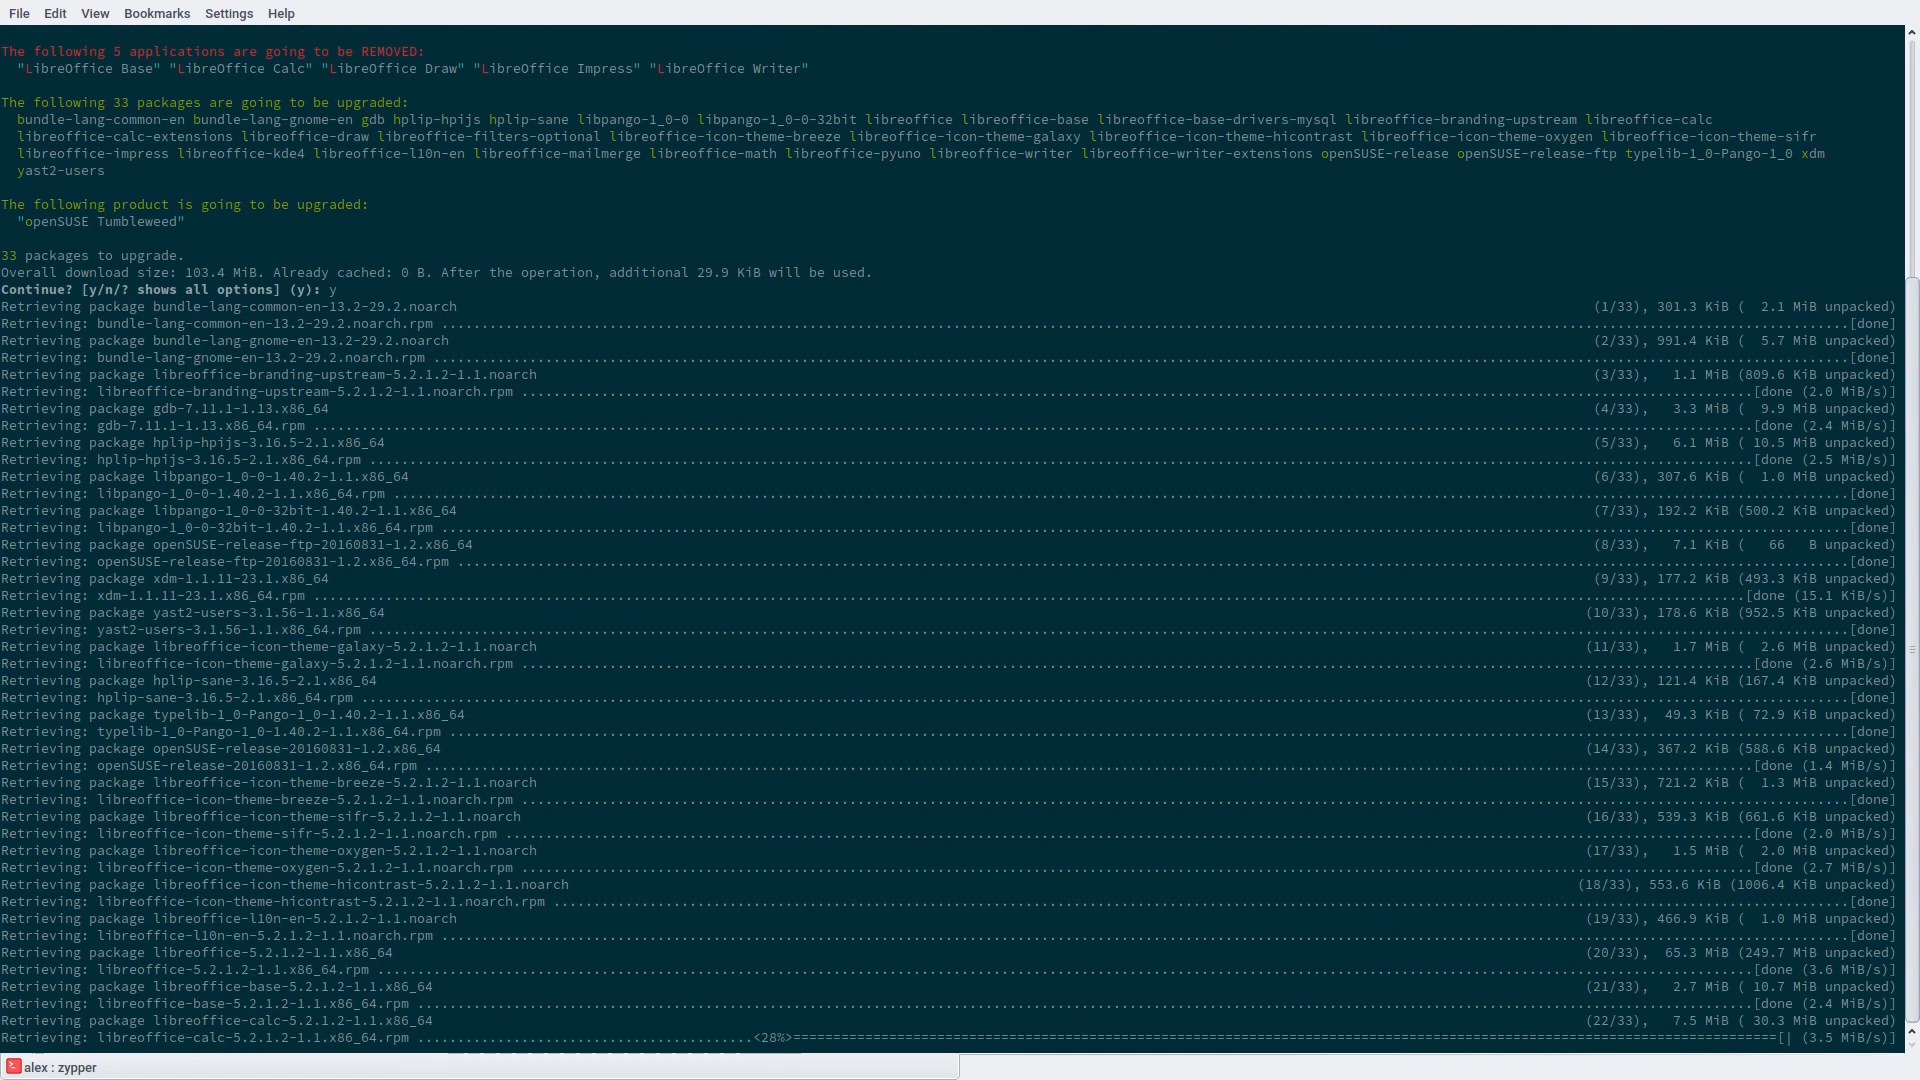 File Edit View Bookmarks Settings Help
The following 5 applications are going to be REMOVED:
"LibreOffice Base" "LibreOffice Calc" "LibreOffice Draw" "LibreOffice Impress" "LibreOffice Writer"
The following 33 packages are going to be upgraded:
bundle-lang-common-en bundle-lang-gnome-en gdb hplip-hpijs hplip-sane libpango-1_0-0 libpango-1_0-0-32bit libreoffice libreoffice-base libreoffice-base-drivers-mysql libreoffice-branding-upstream libreoffice-calc
libreoffice-calc-extensions libreoffice-draw libreoffice-filters-optional libreoffice-icon-theme-breeze libreoffice-icon-theme-galaxy libreoffice-icon-theme-hicontrast libreoffice-icon-theme-oxygen libreoffice-icon-theme-sifr
libreoffice-impress libreoffice-kde4 libreoffice-l10n-en libreoffice-mailmerge libreoffice-math libreoffice-pyuno libreoffice-writer libreoffice-writer-extensions openSUSE-release openSUSE-release-ftp typelib-1_0-Pango-1_0 xdm
yast2-users
The following product is going to be upgraded:
"openSUSE Tumbleweed"
33 packages to upgrade.
Overall download size: 103.4 MiB. Already cached: 0 B. After the operation, additional 29.9 KiB will be used.
Continue? [y/n/? shows all options] (y): y
Retrieving package bundle-lang-common-en-13.2-29.2.noarch (1/33), 301.3 KiB ( 2.1 MiB unpacked)
Retrieving: bundle-lang-common-en-13.2-29.2.noarch.rpm ....[done]
Retrieving package bundle-lang-gnome-en-13.2-29.2.noarch (2/33), 991.4 KiB ( 5.7 MiB unpacked)
Retrieving: bundle-lang-gnome-en-13.2-29.2.noarch.rpm ....[done]
Retrieving package libreoffice-branding-upstream-5.2.1.2-1.1.noarch (3/33), 1.1 MiB (809.6 KiB unpacked)
Retrieving: libreoffice-branding-upstream-5.2.1.2-1.1.noarch.rpm ....[done (2.0 MiB/s)]
Retrieving package gdb-7.11.1-1.13.x86_64 (4/33), 3.3 MiB ( 9.9 MiB unpacked)
Retrieving: gdb-7.11.1-1.13.x86_64.rpm ....[done (2.4 MiB/s)]
Retrieving package hplip-hpijs-3.16.5-2.1.x86_64 (5/33), 6.1 MiB ( 10.5 MiB unpacked)
Retrieving: hplip-hpijs-3.16.5-2.1.x86_64.rpm ....[done (2.5 MiB/s)]
Retrieving package libpango-1_0-0-1.40.2-1.1.x86_64 (6/33), 307.6 KiB ( 1.0 MiB unpacked)
Retrieving: libpango-1_0-0-1.40.2-1.1.x86_64.rpm ....[done]
Retrieving package libpango-1_0-0-32bit-1.40.2-1.1.x86_64 (7/33), 192.2 KiB (500.2 KiB unpacked)
Retrieving: libpango-1_0-0-32bit-1.40.2-1.1.x86_64.rpm ....[done]
Retrieving package openSUSE-release-ftp-20160831-1.2.x86_64 (8/33), 7.1 KiB ( 66 B unpacked)
Retrieving: openSUSE-release-ftp-20160831-1.2.x86_64.rpm ....[done]
Retrieving package xdm-1.1.11-23.1.x86_64 (9/33), 177.2 KiB (493.3 KiB unpacked)
Retrieving: xdm-1.1.11-23.1.x86_64.rpm ....[done (15.1 KiB/s)]
Retrieving package yast2-users-3.1.56-1.1.x86_64 (10/33), 178.6 KiB (952.5 KiB unpacked)
Retrieving: yast2-users-3.1.56-1.1.x86_64.rpm ....[done]
Retrieving package libreoffice-icon-theme-galaxy-5.2.1.2-1.1.noarch (11/33), 1.7 MiB ( 2.6 MiB unpacked)
Retrieving: libreoffice-icon-theme-galaxy-5.2.1.2-1.1.noarch.rpm ....[done (2.6 MiB/s)]
Retrieving package hplip-sane-3.16.5-2.1.x86_64 (12/33), 121.4 KiB (167.4 KiB unpacked)
Retrieving: hplip-sane-3.16.5-2.1.x86_64.rpm ....[done]
Retrieving package typelib-1_0-Pango-1_0-1.40.2-1.1.x86_64 (13/33), 49.3 KiB ( 72.9 KiB unpacked)
Retrieving: typelib-1_0-Pango-1_0-1.40.2-1.1.x86_64.rpm ....[done]
Retrieving package openSUSE-release-20160831-1.2.x86_64 (14/33), 367.2 KiB (588.6 KiB unpacked)
Retrieving: openSUSE-release-20160831-1.2.x86_64.rpm ....[done (1.4 MiB/s)]
Retrieving package libreoffice-icon-theme-breeze-5.2.1.2-1.1.noarch (15/33), 721.2 KiB ( 1.3 MiB unpacked)
Retrieving: libreoffice-icon-theme-breeze-5.2.1.2-1.1.noarch.rpm ....[done]
Retrieving package libreoffice-icon-theme-sifr-5.2.1.2-1.1.noarch (16/33), 539.3 KiB (661.6 KiB unpacked)
Retrieving: libreoffice-icon-theme-sifr-5.2.1.2-1.1.noarch.rpm ....[done (2.0 MiB/s)]
Retrieving package libreoffice-icon-theme-oxygen-5.2.1.2-1.1.noarch (17/33), 1.5 MiB ( 2.0 MiB unpacked)
Retrieving: libreoffice-icon-theme-oxygen-5.2.1.2-1.1.noarch.rpm ....[done (2.7 MiB/s)]
Retrieving package libreoffice-icon-theme-hicontrast-5.2.1.2-1.1.noarch (18/33), 553.6 KiB (1006.4 KiB unpacked)
Retrieving: libreoffice-icon-theme-hicontrast-5.2.1.2-1.1.noarch.rpm ....[done]
Retrieving package libreoffice-l10n-en-5.2.1.2-1.1.noarch (19/33), 466.9 KiB ( 1.0 MiB unpacked)
Retrieving: libreoffice-l10n-en-5.2.1.2-1.1.noarch.rpm ....[done]
Retrieving package libreoffice-5.2.1.2-1.1.x86_64 (20/33), 65.3 MiB (249.7 MiB unpacked)
Retrieving: libreoffice-5.2.1.2-1.1.x86_64.rpm ....[done (3.6 MiB/s)]
Retrieving package libreoffice-base-5.2.1.2-1.1.x86_64 (21/33), 2.7 MiB ( 10.7 MiB unpacked)
Retrieving: libreoffice-base-5.2.1.2-1.1.x86_64.rpm ....[done (2.4 MiB/s)]
Retrieving package libreoffice-calc-5.2.1.2-1.1.x86_64 (22/33), 7.5 MiB ( 30.3 MiB unpacked)
Retrieving: libreoffice-calc-5.2.1.2-1.1.x86_64.rpm ....<28%>====[| (3.5 MiB/s)]
alex : zypper